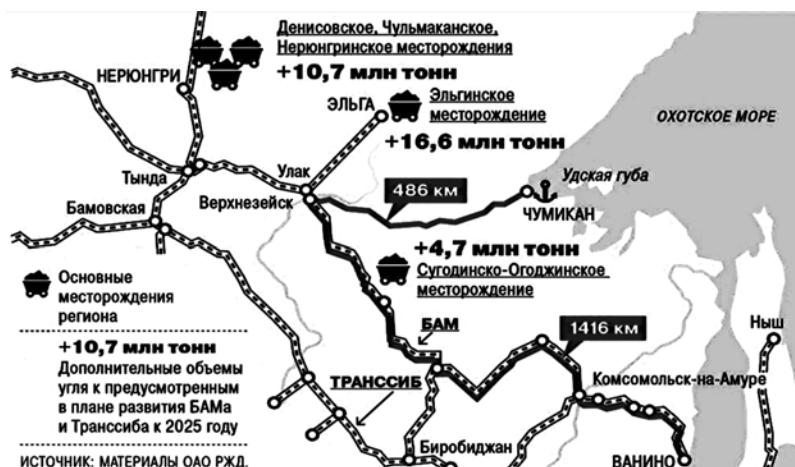 Денисовское, Чульмаканское,
Нерюнгринское месторождения
+10,7 млн тонн
НЕРЮНГРИ
ЭЛЬГА
Эльгинское
месторождение
+16,6 млн тонн
ОХОТСКОЕ МОРЕ
Тында
Улак
Верхнезейск
486 км
Удская губа
ЧУМИКАН
Бамовская
+4,7 млн тонн
Сугодинско-Огоджинское
месторождение
Основные
месторождения
региона
БАМ
1416 км
Ныш
+10,7 млн тонн
Дополнительные объемы
угля к предусмотренным
в плане развития БАМа
и Транссиба к 2025 году
ТРАНССИБ
Комсомольск-на-Амуре
Биробиджан
ВАНИНО
ИСТОЧНИК: МАТЕРИАЛЫ ОАО РЖД.